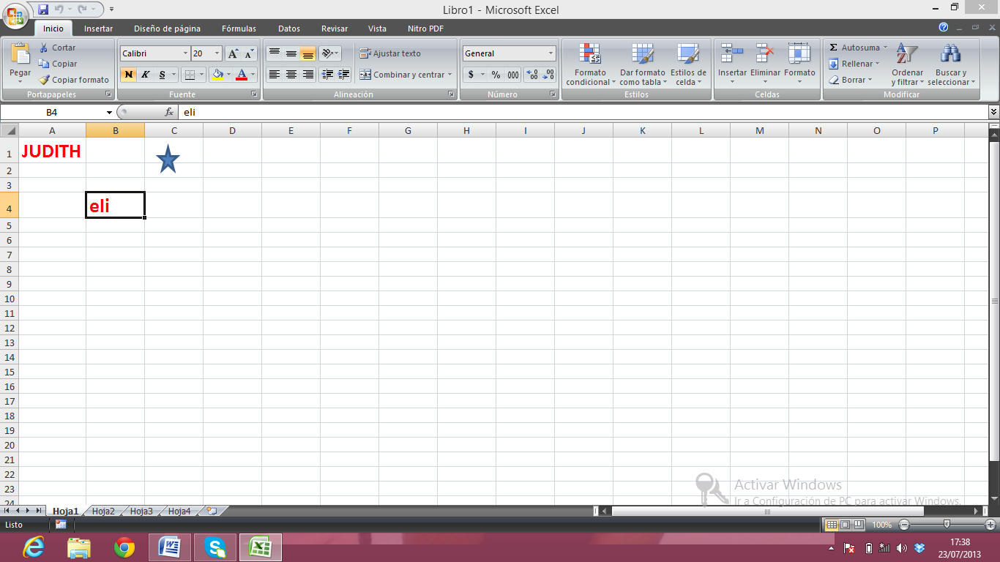 Libro1 - Microsoft Excel
Inicio Insertar Diseño de página Fórmulas Datos Revisar Vista Nitro PDF
Pegar
Cortar
Copiar
Copiar formato
Portapapeles
Calibri 20
N K S
Fuente
Ajustar texto
Combinar y centrar
Alineación
General
$ % 000
Número
Formato condicional
Dar formato como tabla
Estilos de celda
Estilos
Insertar Eliminar Formato
Celdas
Autosuma
Rellenar
Borrar
Ordenar y filtrar
Buscar y seleccionar
Modificar
B4 fx eli
A B C D E F G H I J K L M N O P
1 JUDITH
2
3
4 eli
5
6
7
8
9
10
11
12
13
14
15
16
17
18
19
20
21
22
23
24
Activar Windows
Ir a Configuración de PC para activar Windows.
Hoja1 Hoja2 Hoja3 Hoja4
Listo 100%
17:38
23/07/2013